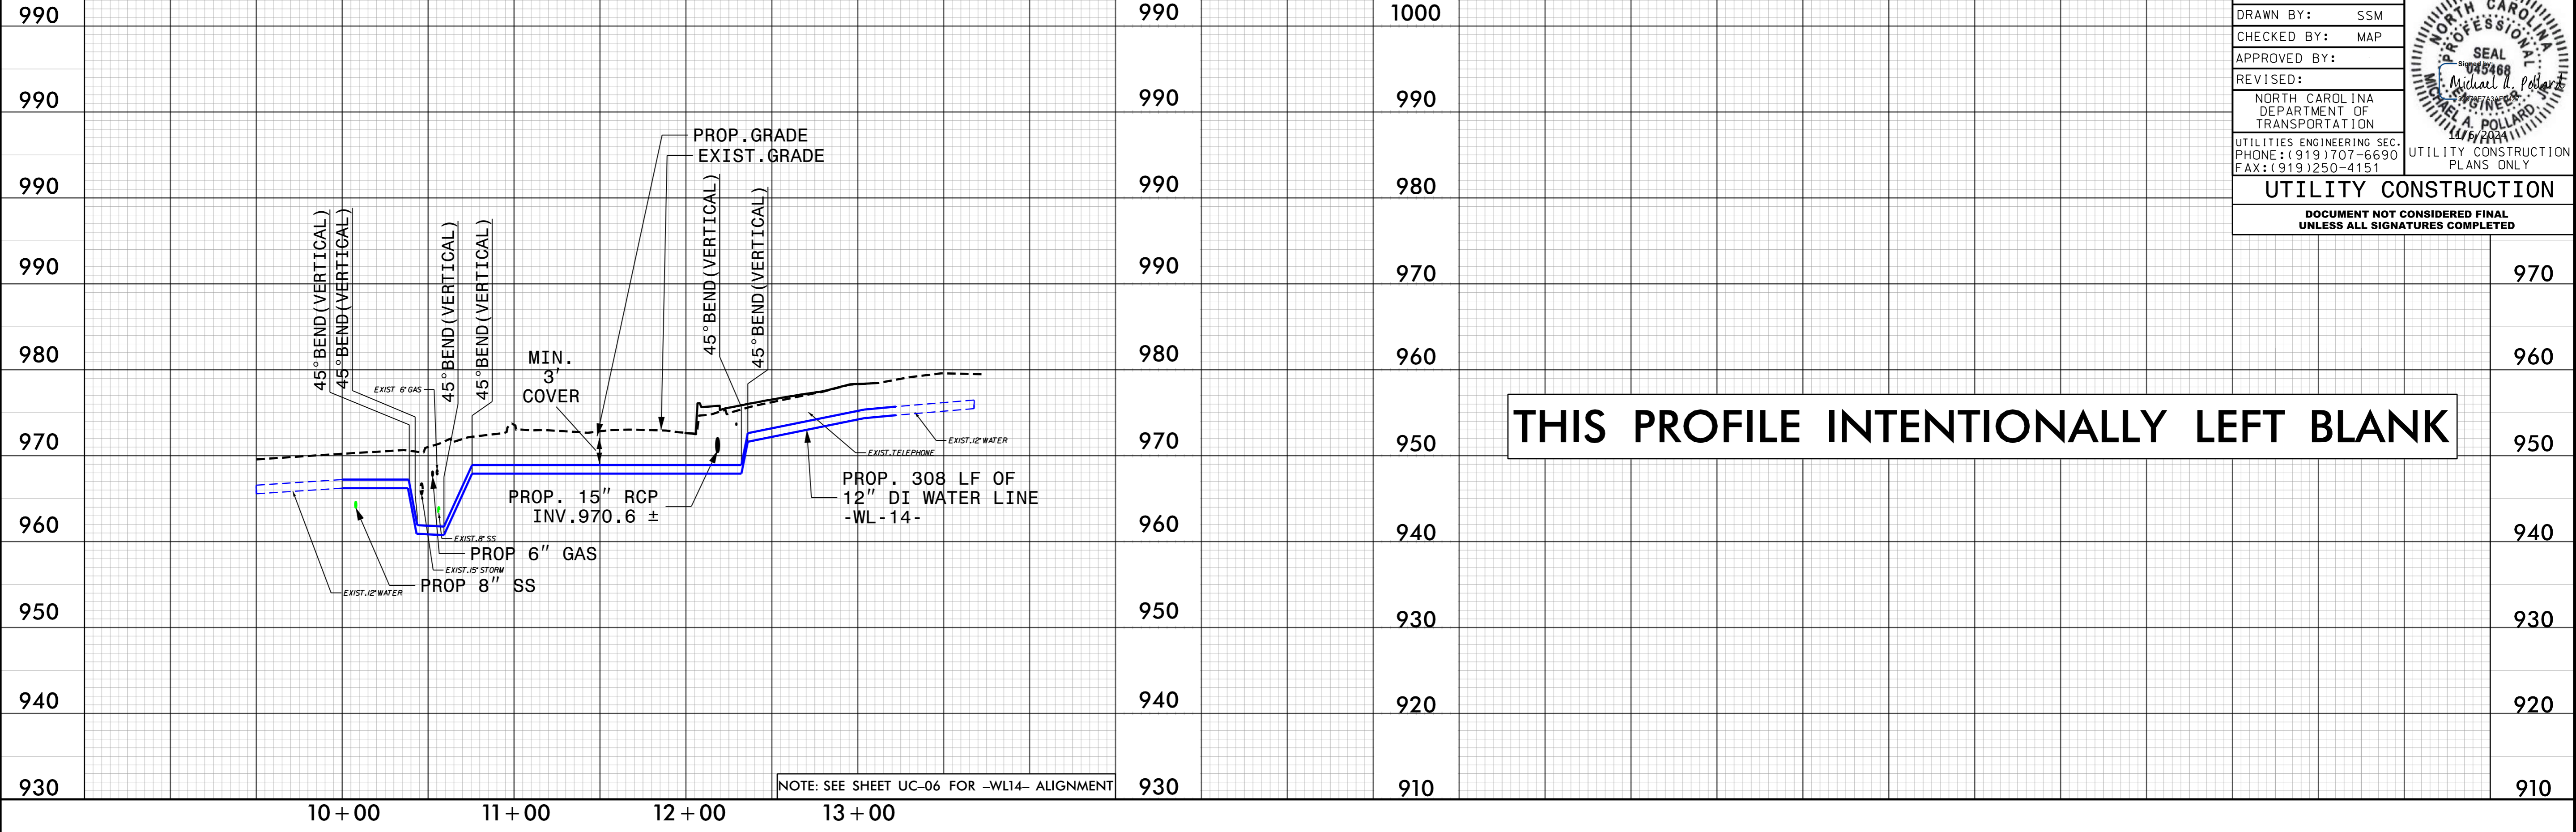 990
990
1000
DRAWN BY: SSM
CHECKED BY: MAP
APPROVED BY:
REVISED:
NORTH CAROLINA
DEPARTMENT OF
TRANSPORTATION
UTILITIES ENGINEERING SEC.
PHONE:(919)707-6690
FAX:(919)250-4151
NORTH CAROLINA
PROFESSIONAL
SEAL
045468
Michael A. Pollard
ENGINEER
MICHAEL A. POLLARD, JR.
11/6/2024
UTILITY CONSTRUCTION
PLANS ONLY
UTILITY CONSTRUCTION
DOCUMENT NOT CONSIDERED FINAL
UNLESS ALL SIGNATURES COMPLETED
990
990
990
PROP.GRADE
EXIST.GRADE
990
990
980
45°BEND(VERTICAL)
45°BEND(VERTICAL)
45°BEND(VERTICAL)
45°BEND(VERTICAL)
45°BEND(VERTICAL)
45°BEND(VERTICAL)
990
990
970
970
980
MIN.
3'
COVER
980
960
960
EXIST 6" GAS
THIS PROFILE INTENTIONALLY LEFT BLANK
970
EXIST.12" WATER
EXIST.TELEPHONE
970
950
950
PROP. 15" RCP
INV.970.6 ±
PROP. 308 LF OF
12" DI WATER LINE
-WL-14-
960
960
940
940
EXIST.8" SS
PROP 6" GAS
EXIST.15" STORM
PROP 8" SS
EXIST.12" WATER
950
950
930
930
940
940
920
920
930
NOTE: SEE SHEET UC–06 FOR –WL14– ALIGNMENT
930
910
910
10+00
11+00
12+00
13+00